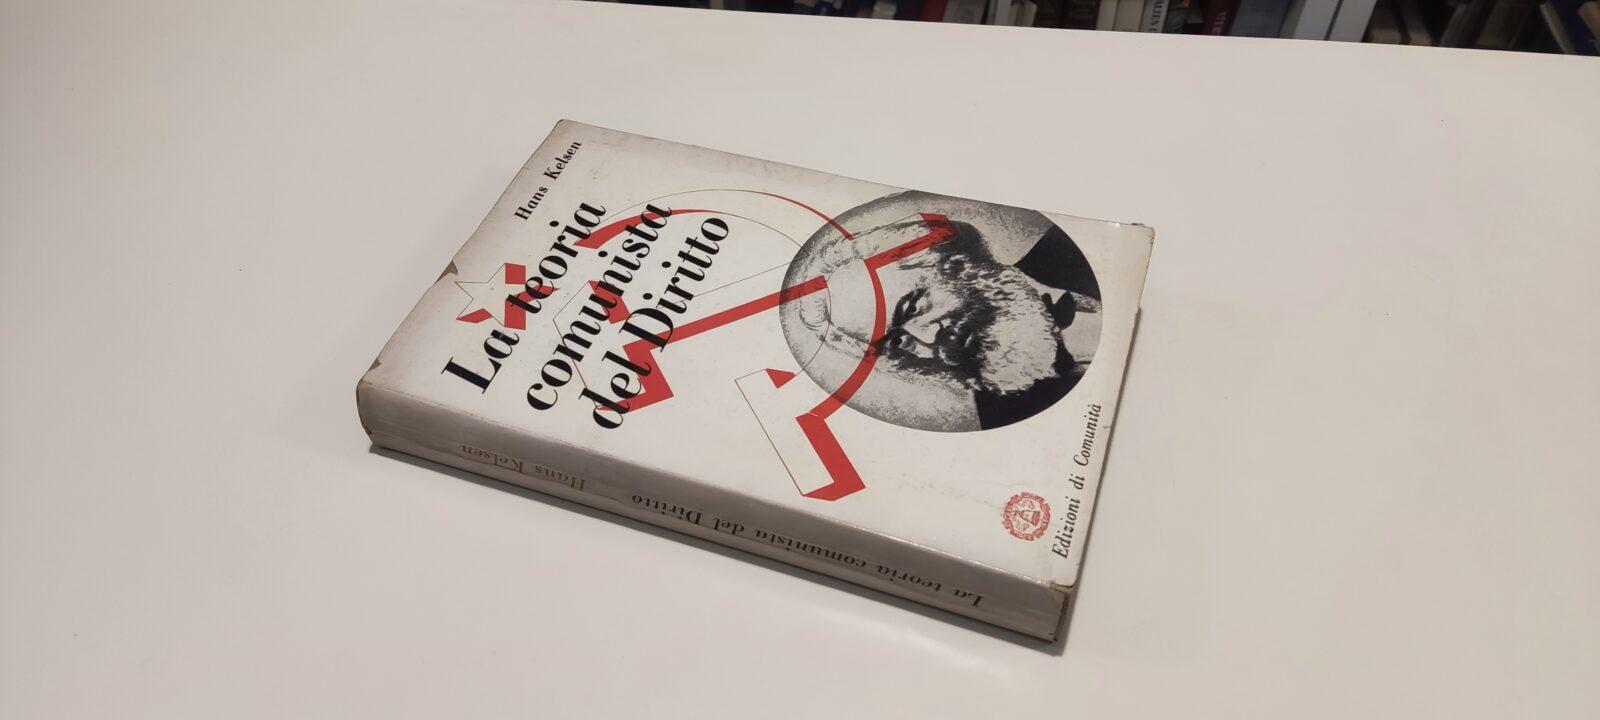 Hans Kelsen
La teoria
comunista
del Diritto
Edizioni di Comunità
Hans Kelsen
La teoria comunista del Diritto